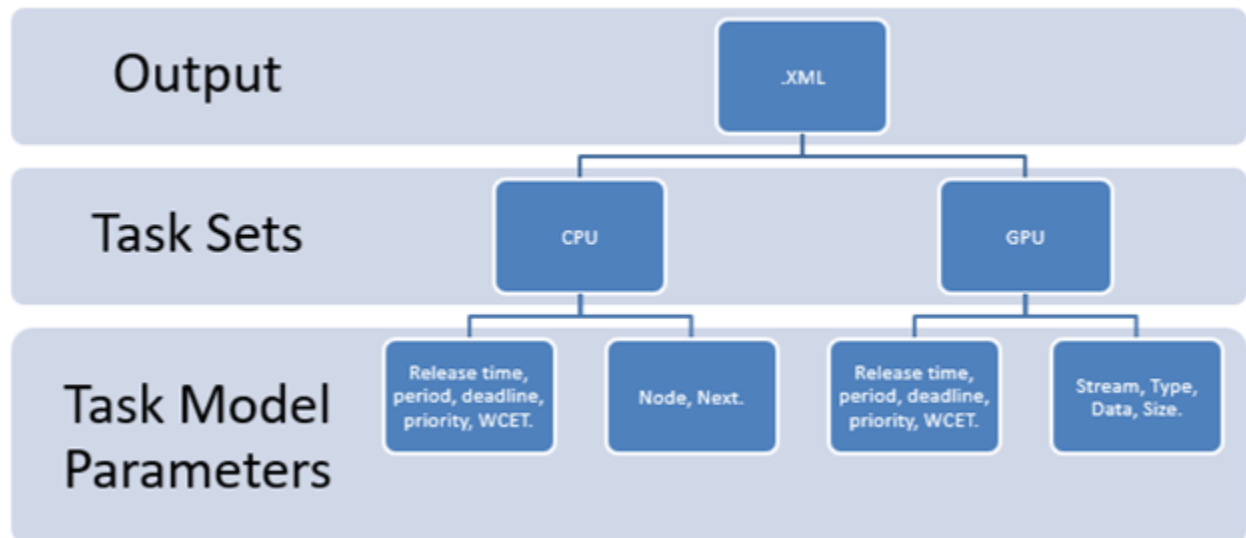 Output
.XML
Task Sets
CPU
GPU
Task Model
Parameters
Release time,
period, deadline,
priority, WCET.
Node, Next.
Release time,
period, deadline,
priority, WCET.
Stream, Type,
Data, Size.